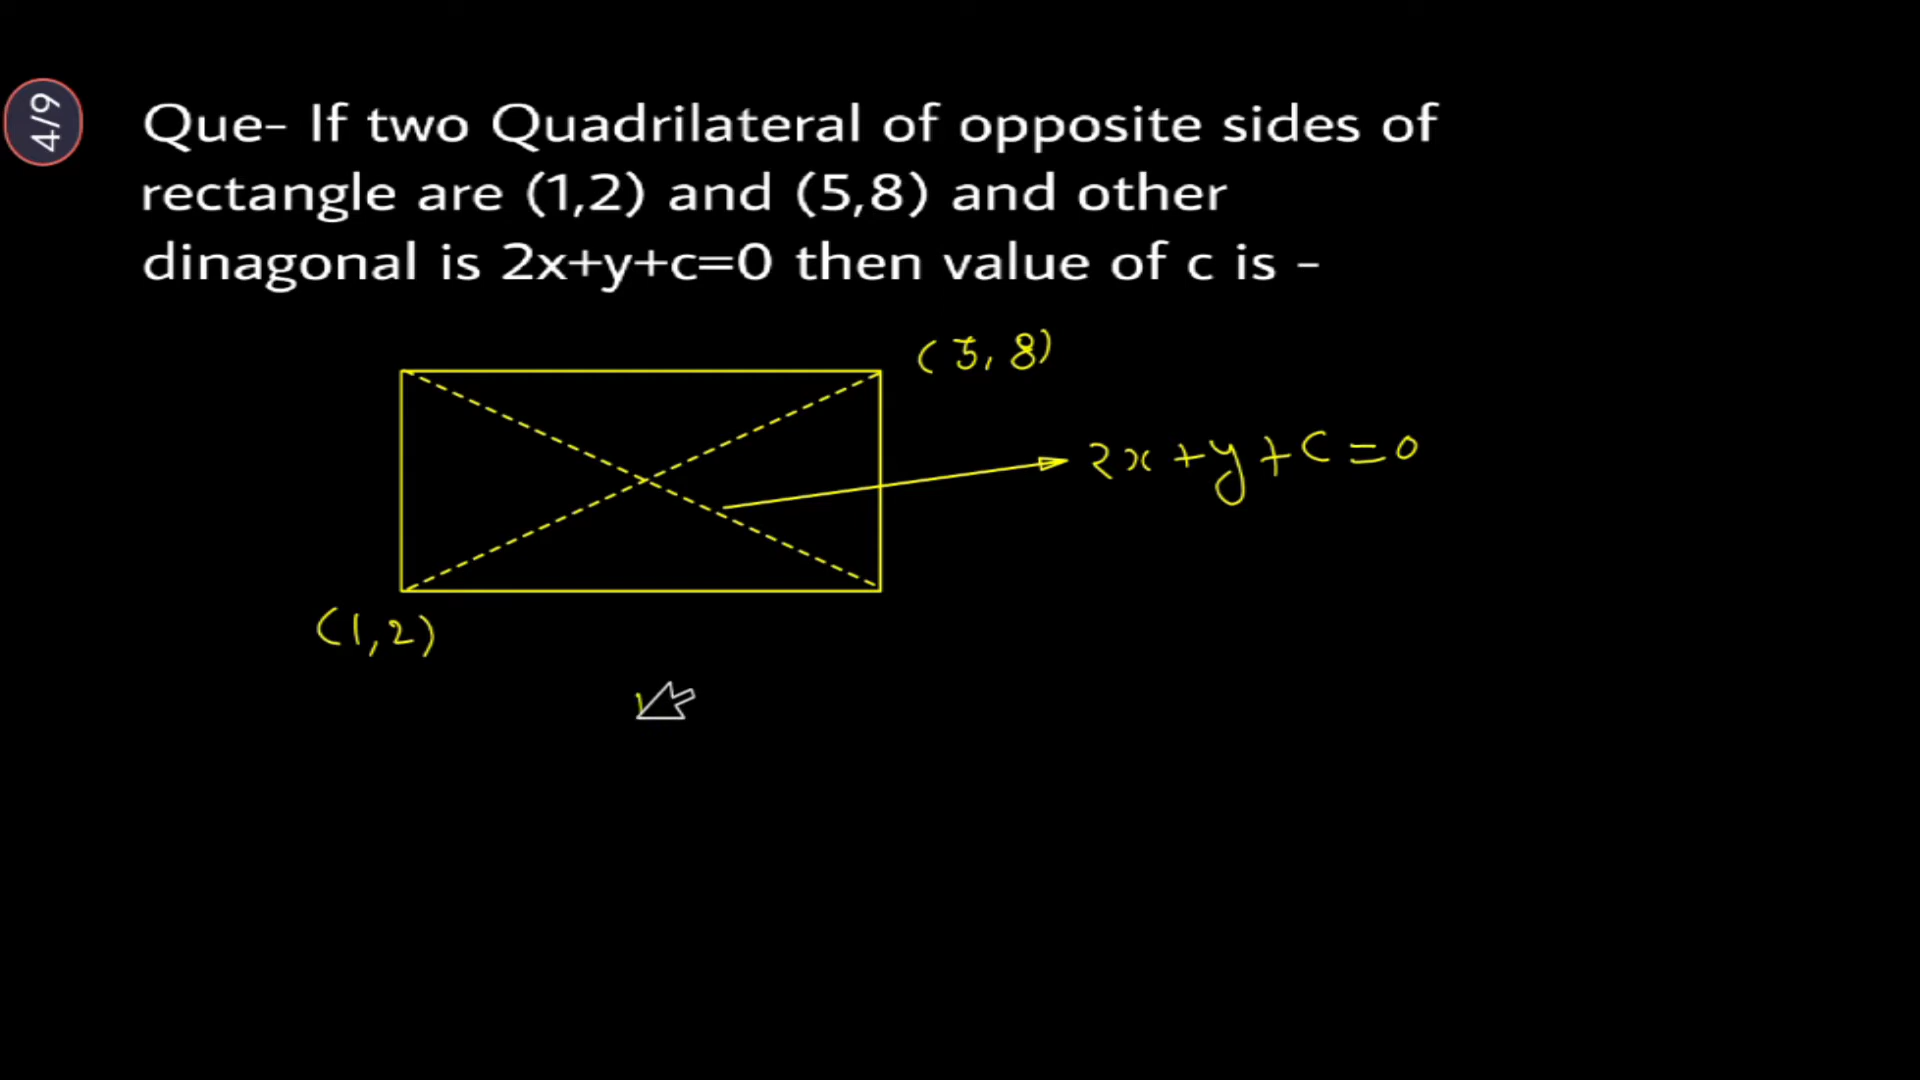 4/9
Que- If two Quadrilateral of opposite sides of
rectangle are (1,2) and (5,8) and other
dinagonal is 2x+y+c=0 then value of c is -
(5, 8)
2x+y+c=0
(1,2)